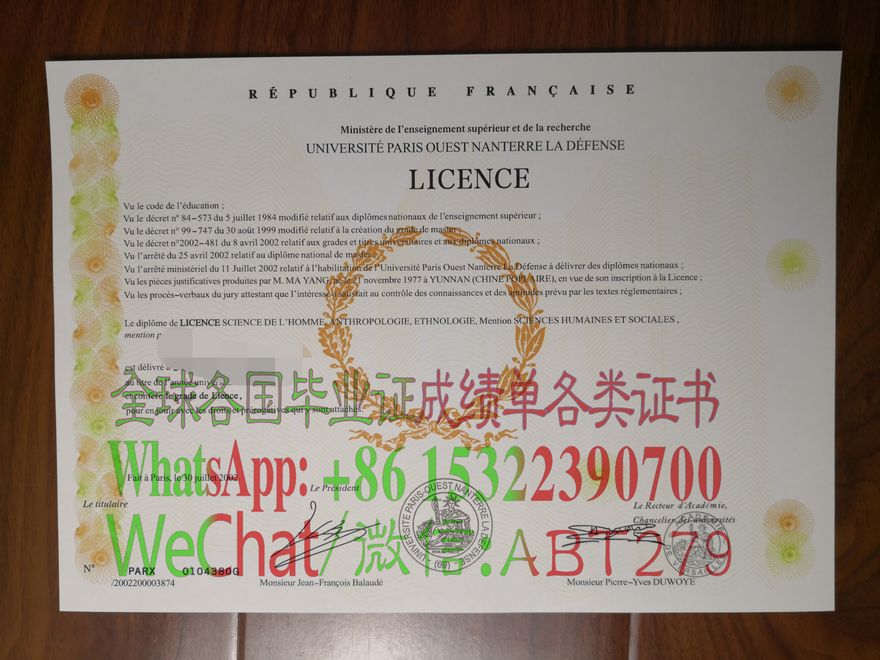 RÉPUBLIQUE FRANÇAISE
Ministère de l'enseignement supérieur et de la recherche
UNIVERSITÉ PARIS OUEST NANTERRE LA DÉFENSE
LICENCE
Vu le code de l'éducation ;
Vu le décret n° 84-573 du 5 juillet 1984 modifié relatif aux diplômes nationaux de l'enseignement supérieur ;
Vu le décret n° 99-747 du 30 août 1999 modifié relatif à la création du grade de master ;
Vu le décret n°2002-481 du 8 avril 2002 relatif aux grades et titres universitaires et aux diplômes nationaux ;
Vu l'arrêté du 25 avril 2002 relatif au diplôme national de master ;
Vu l'arrêté ministériel du 11 Juillet 2002 relatif à l'habilitation de l'Université Paris Ouest Nanterre La Défense à délivrer des diplômes nationaux ;
Vu les pièces justificatives produites par M. MA YANG, né le 21 novembre 1977 à YUNNAN (CHINE POPLAIRE), en vue de son inscription à la Licence ;
Vu les procès-verbaux du jury attestant que l'intéressé a satisfait au contrôle des connaissances et des aptitudes prévu par les textes réglementaires ;
Le diplôme de LICENCE SCIENCE DE L'HOMME, ANTHROPOLOGIE, ETHNOLOGIE, Mention SCIENCES HUMAINES ET SOCIALES ,
mention
est délivré à
au titre de l'année
et confère le grade de Licence,
pour en jouir avec les droits et prérogatives qui y sont attachés.
全球各国毕业证成绩单各类证书
WhatsApp: +86 15322390700
Fait à Paris, le 30 juillet 2002
Le titulaire
Le Président
Le Recteur d'Académie,
Chancelier des universités
WeChat/微信:ABT279
UNIVERSITÉ PARIS-OUEST NANTERRE LA DÉFENSE
DE VERSAILLES
N° PARX 0104380G
/2002200003874
Monsieur Jean-François Balaudé
Monsieur Pierre-Yves DUWOYE